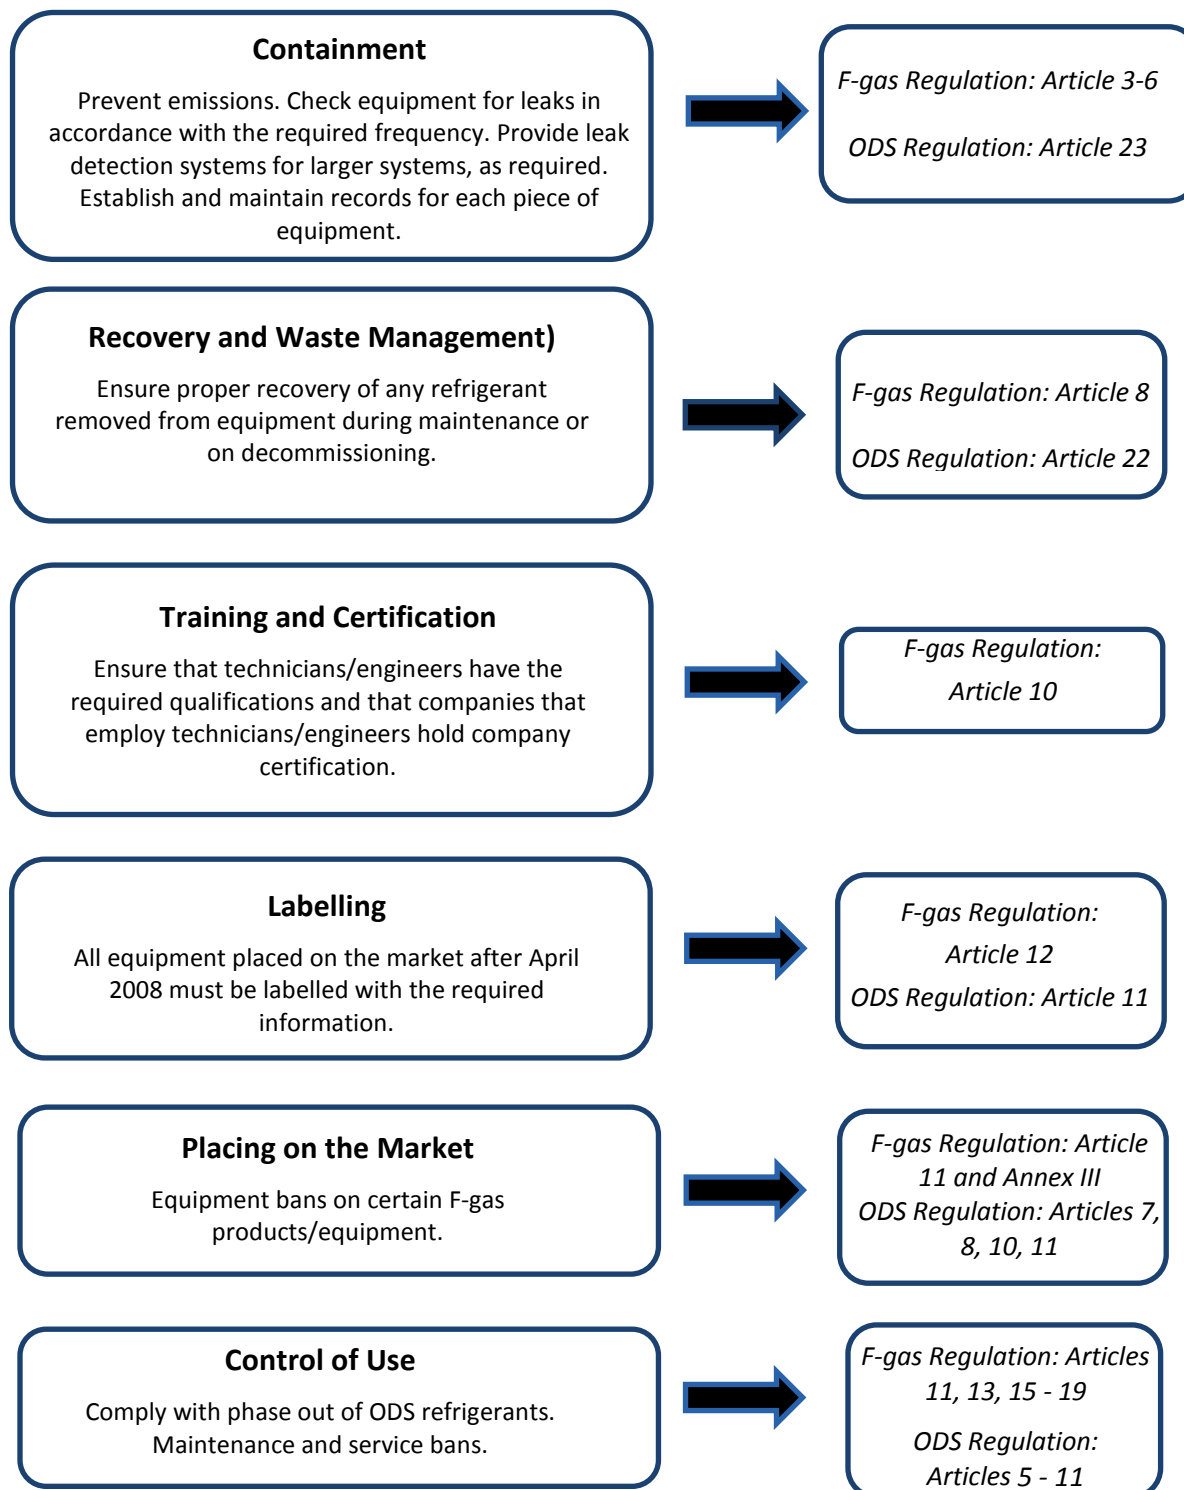 Containment
Prevent emissions. Check equipment for leaks in
accordance with the required frequency. Provide leak
detection systems for larger systems, as required.
Establish and maintain records for each piece of
equipment.
F-gas Regulation: Article 3-6
ODS Regulation: Article 23
Recovery and Waste Management)
Ensure proper recovery of any refrigerant
removed from equipment during maintenance or
on decommissioning.
F-gas Regulation: Article 8
ODS Regulation: Article 22
Training and Certification
Ensure that technicians/engineers have the
required qualifications and that companies that
employ technicians/engineers hold company
certification.
F-gas Regulation:
Article 10
Labelling
All equipment placed on the market after April
2008 must be labelled with the required
information.
F-gas Regulation:
Article 12
ODS Regulation: Article 11
Placing on the Market
Equipment bans on certain F-gas
products/equipment.
F-gas Regulation: Article
11 and Annex III
ODS Regulation: Articles 7,
8, 10, 11
Control of Use
Comply with phase out of ODS refrigerants.
Maintenance and service bans.
F-gas Regulation: Articles
11, 13, 15 - 19
ODS Regulation:
Articles 5 - 11